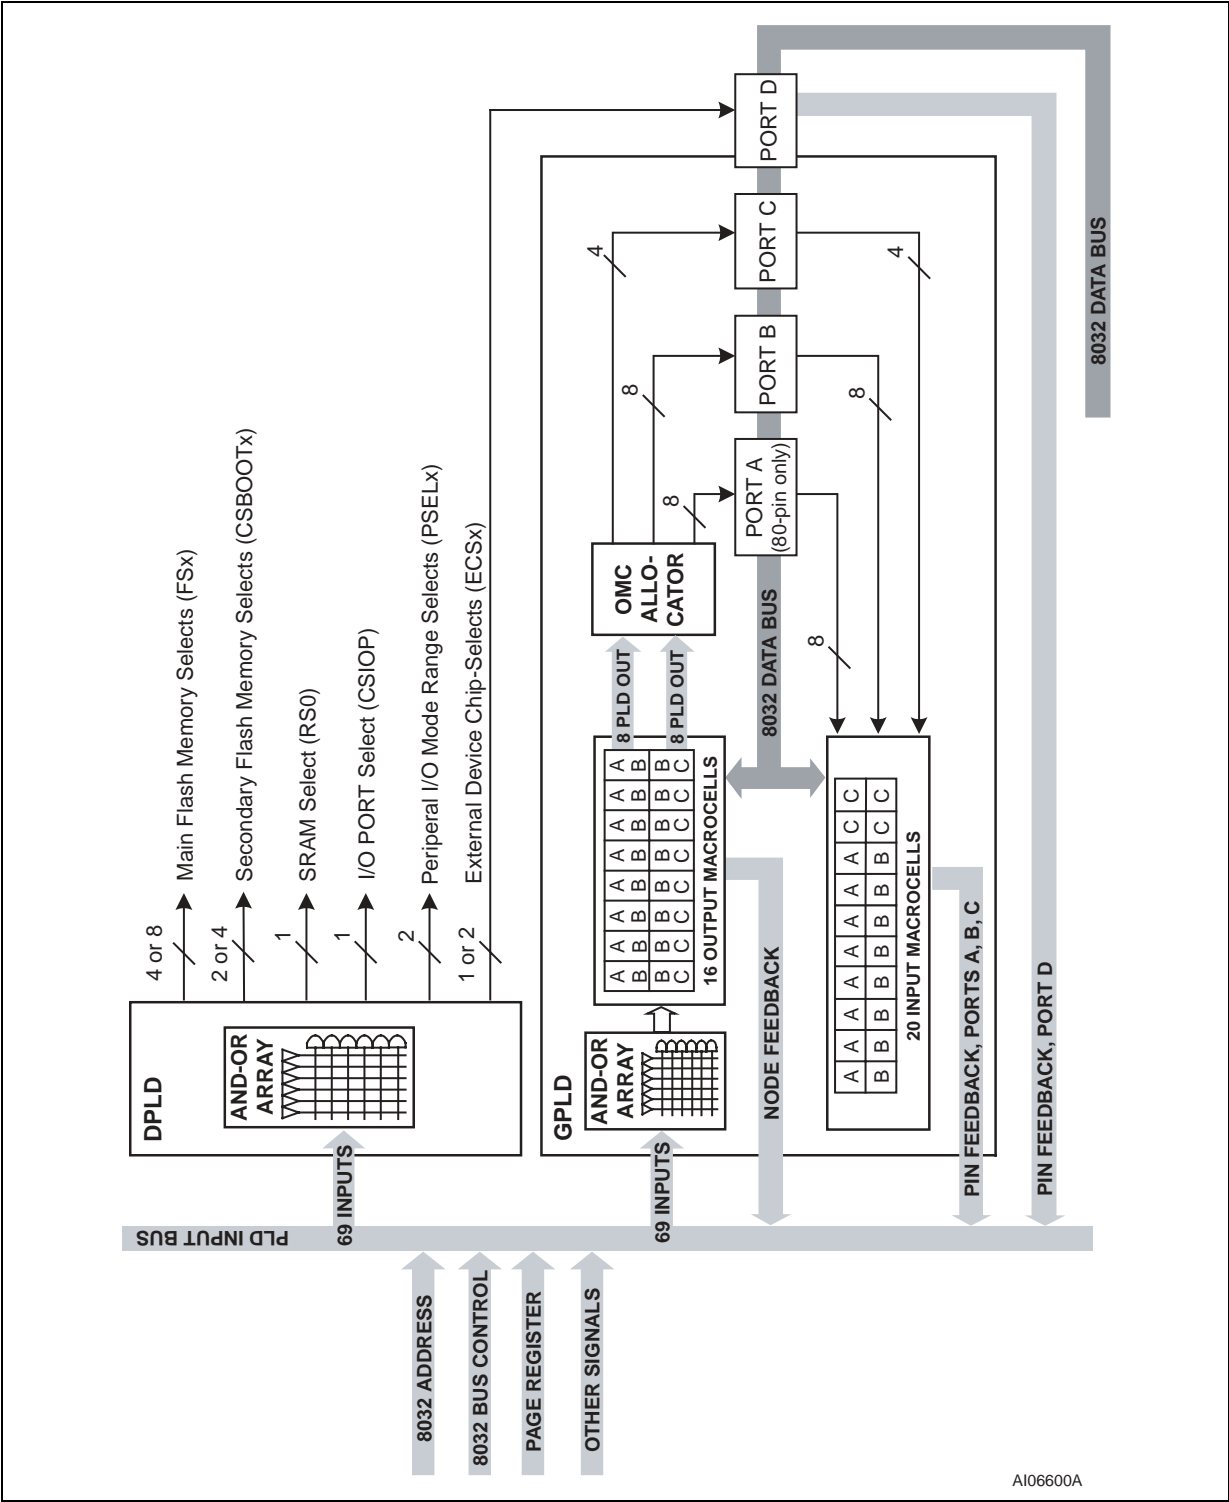 8032 ADDRESS
8032 BUS CONTROL
PAGE REGISTER
OTHER SIGNALS
PLD INPUT BUS
69 INPUTS
69 INPUTS
DPLD
AND-OR
ARRAY
4 or 8
Main Flash Memory Selects (FSx)
2 or 4
Secondary Flash Memory Selects (CSBOOTx)
1
SRAM Select (RS0)
1
I/O PORT Select (CSIOP)
2
Periperal I/O Mode Range Selects (PSELx)
1 or 2
External Device Chip-Selects (ECSx)
GPLD
AND-OR
ARRAY
A A A A A A A A
B B B B B B B B
B B B B B B B B
C C C C C C C C
16 OUTPUT MACROCELLS
8 PLD OUT
8 PLD OUT
OMC
ALLO-
CATOR
4
8
8
PORT A
(80-pin only)
PORT B
PORT C
PORT D
8032 DATA BUS
8
8
4
A A A A A A A A C C
B B B B B B B B C C
20 INPUT MACROCELLS
NODE FEEDBACK
PIN FEEDBACK, PORTS A, B, C
PIN FEEDBACK, PORT D
8032 DATA BUS
AI06600A